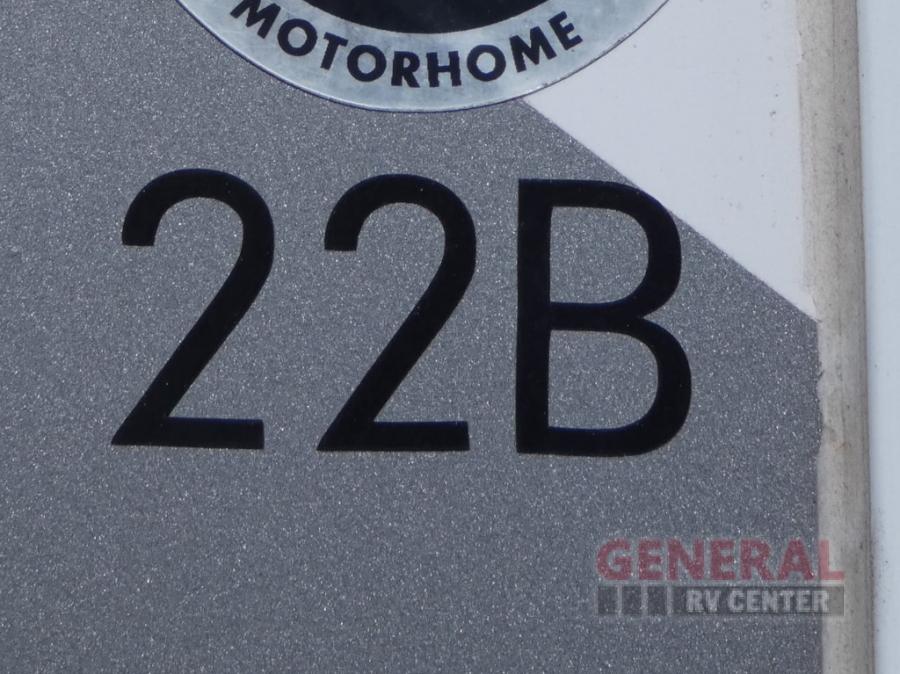 MOTORHOME
22B
GENERAL
RV CENTER